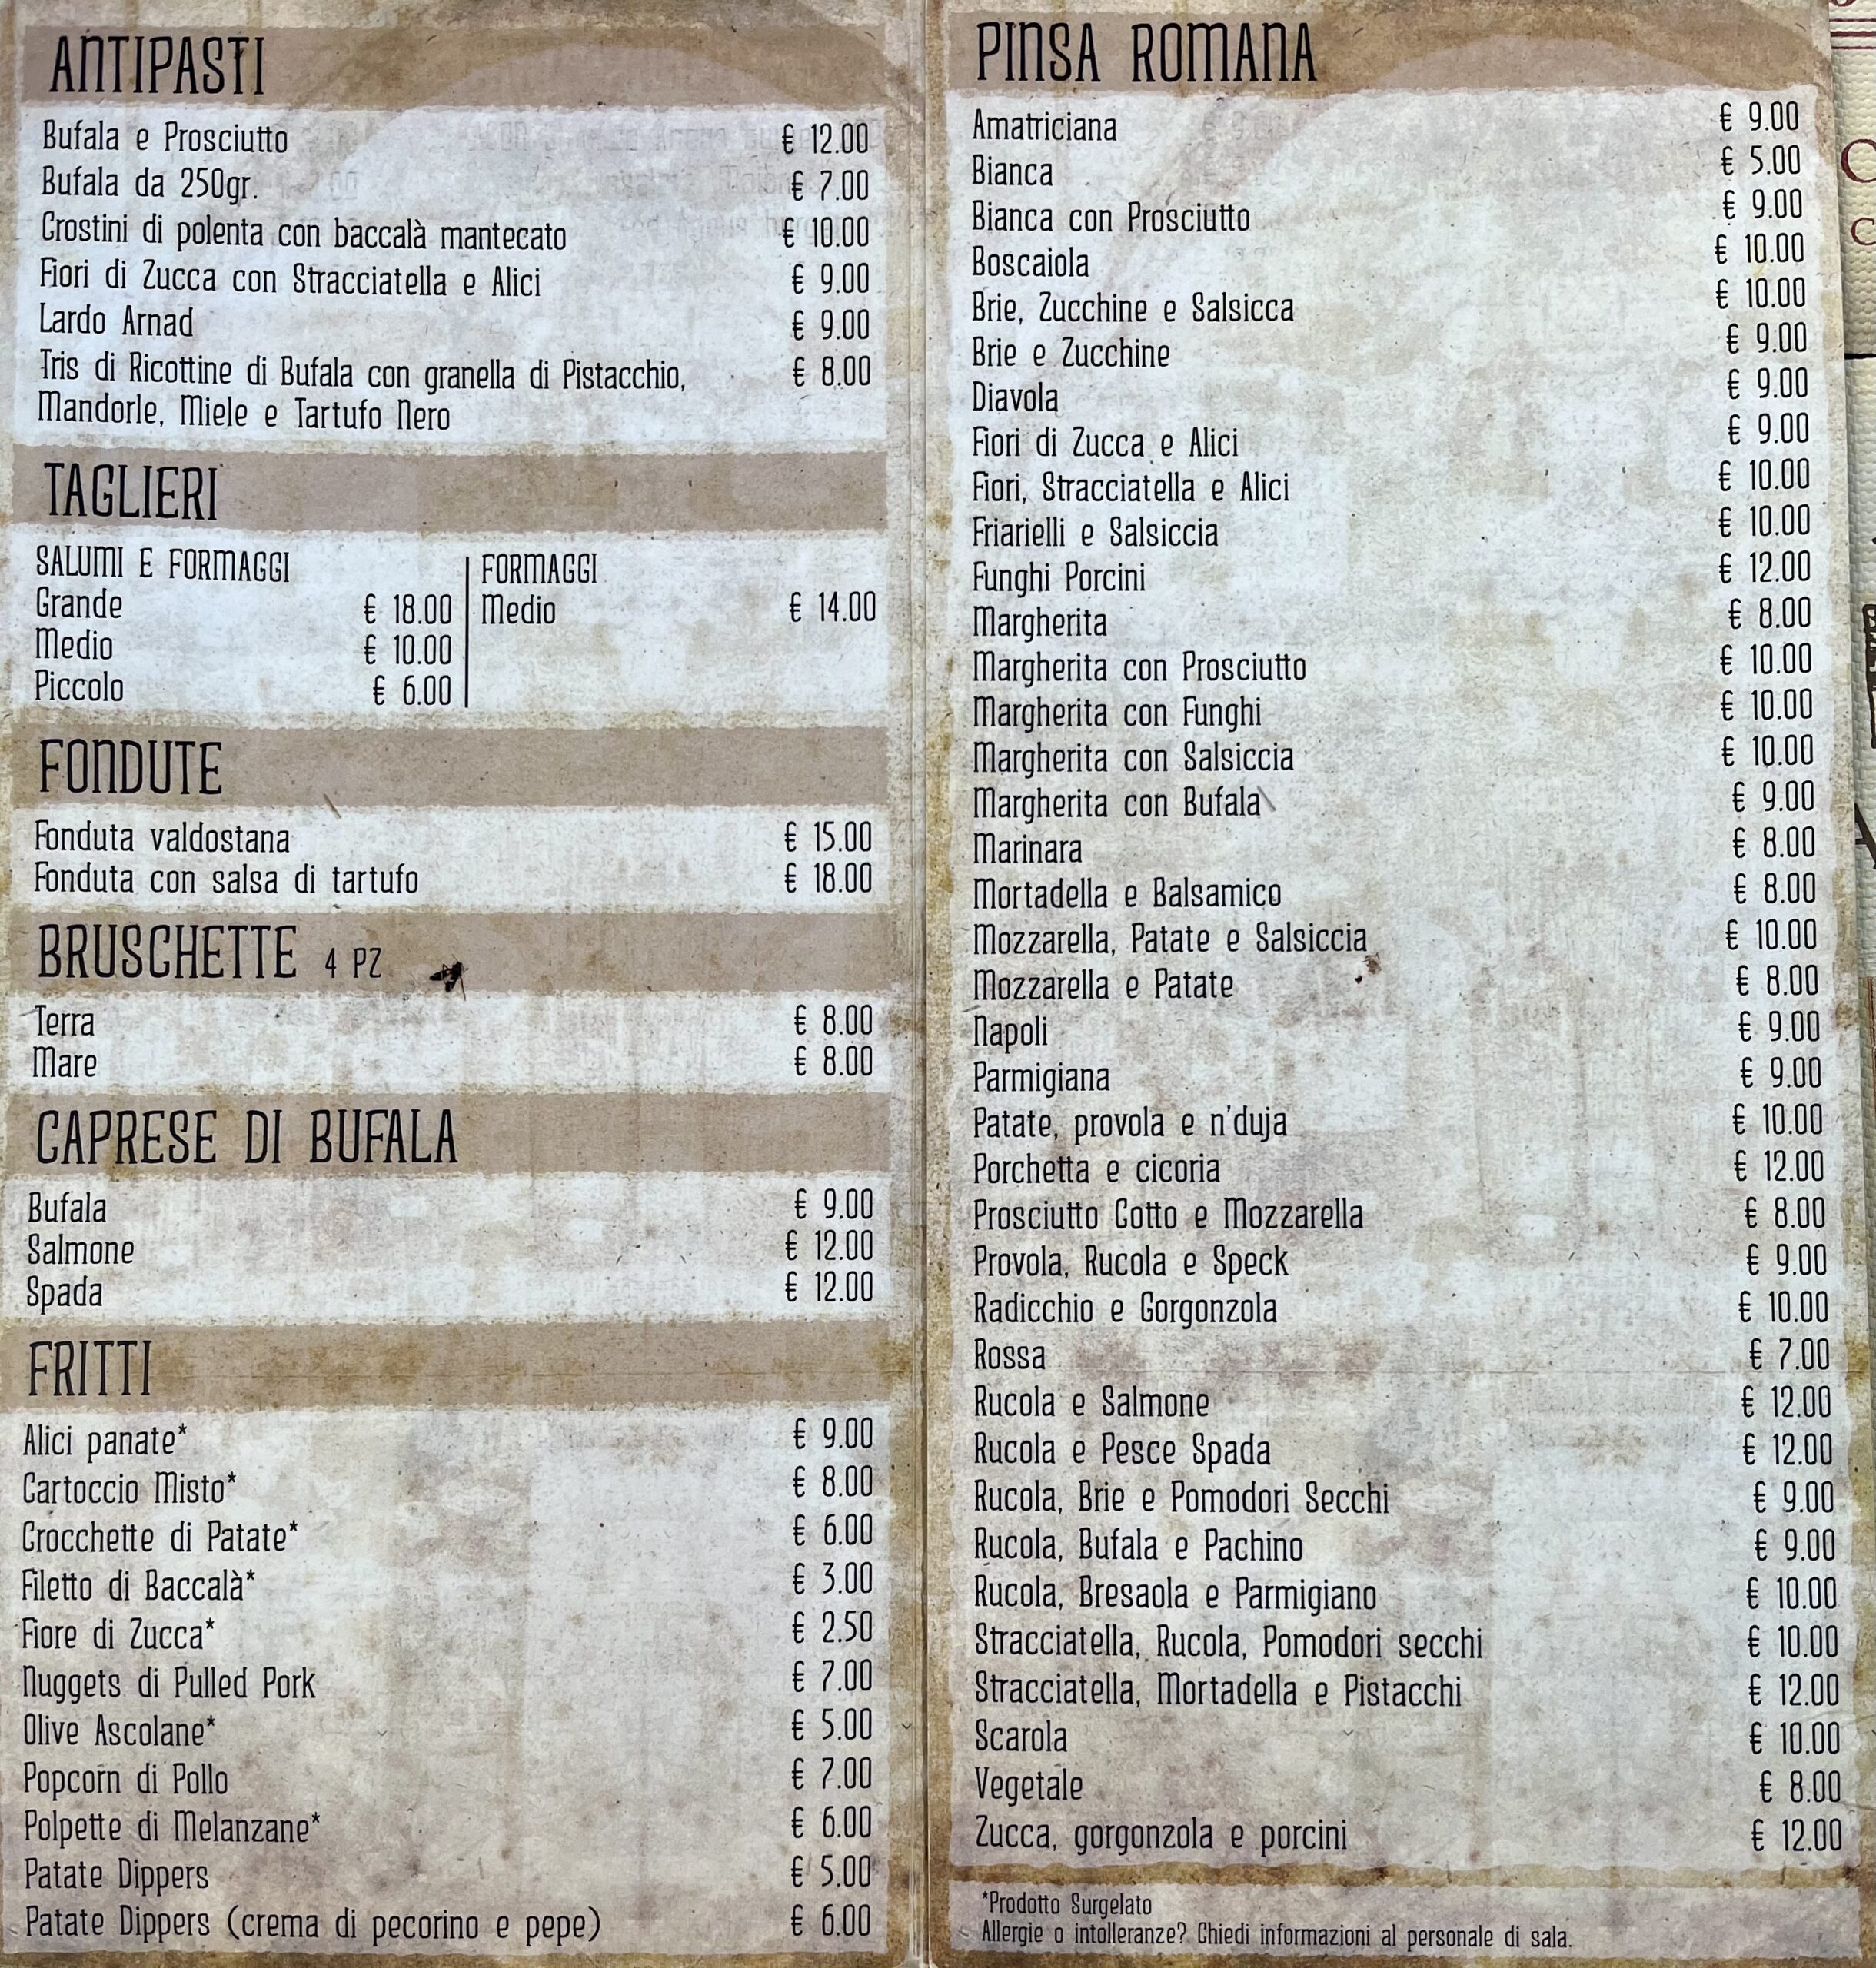 ANTIPASTI
Bufala e Prosciutto € 12.00
Bufala da 250gr. € 7.00
Crostini di polenta con baccalà mantecato € 10.00
Fiori di Zucca con Stracciatella e Alici € 9.00
Lardo Arnad € 9.00
Tris di Ricottine di Bufala con granella di Pistacchio, € 8.00
Mandorle, Miele e Tartufo Nero
TAGLIERI
SALUMI E FORMAGGI
Grande € 18.00
Medio € 10.00
Piccolo € 6.00
FORMAGGI
Medio € 14.00
FONDUTE
Fonduta valdostana € 15.00
Fonduta con salsa di tartufo € 18.00
BRUSCHETTE 4 PZ
Terra € 8.00
Mare € 8.00
CAPRESE DI BUFALA
Bufala € 9.00
Salmone € 12.00
Spada € 12.00
FRITTI
Alici panate* € 9.00
Cartoccio Misto* € 8.00
Crocchette di Patate* € 6.00
Filetto di Baccalà* € 3.00
Fiore di Zucca* € 2.50
Nuggets di Pulled Pork € 7.00
Olive Ascolane* € 5.00
Popcorn di Pollo € 7.00
Polpette di Melanzane* € 6.00
Patate Dippers € 5.00
Patate Dippers (crema di pecorino e pepe) € 6.00
PINSA ROMANA
Amatriciana € 9.00
Bianca € 5.00
Bianca con Prosciutto € 9.00
Boscaiola € 10.00
Brie, Zucchine e Salsicca € 10.00
Brie e Zucchine € 9.00
Diavola € 9.00
Fiori di Zucca e Alici € 9.00
Fiori, Stracciatella e Alici € 10.00
Friarielli e Salsiccia € 10.00
Funghi Porcini € 12.00
Margherita € 8.00
Margherita con Prosciutto € 10.00
Margherita con Funghi € 10.00
Margherita con Salsiccia € 10.00
Margherita con Bufala € 9.00
Marinara € 8.00
Mortadella e Balsamico € 8.00
Mozzarella, Patate e Salsiccia € 10.00
Mozzarella e Patate € 8.00
Napoli € 9.00
Parmigiana € 9.00
Patate, provola e n'duja € 10.00
Porchetta e cicoria € 12.00
Prosciutto Cotto e Mozzarella € 8.00
Provola, Rucola e Speck € 9.00
Radicchio e Gorgonzola € 10.00
Rossa € 7.00
Rucola e Salmone € 12.00
Rucola e Pesce Spada € 12.00
Rucola, Brie e Pomodori Secchi € 9.00
Rucola, Bufala e Pachino € 9.00
Rucola, Bresaola e Parmigiano € 10.00
Stracciatella, Rucola, Pomodori secchi € 10.00
Stracciatella, Mortadella e Pistacchi € 12.00
Scarola € 10.00
Vegetale € 8.00
Zucca, gorgonzola e porcini € 12.00
*Prodotto Surgelato
Allergie o intolleranze? Chiedi informazioni al personale di sala.